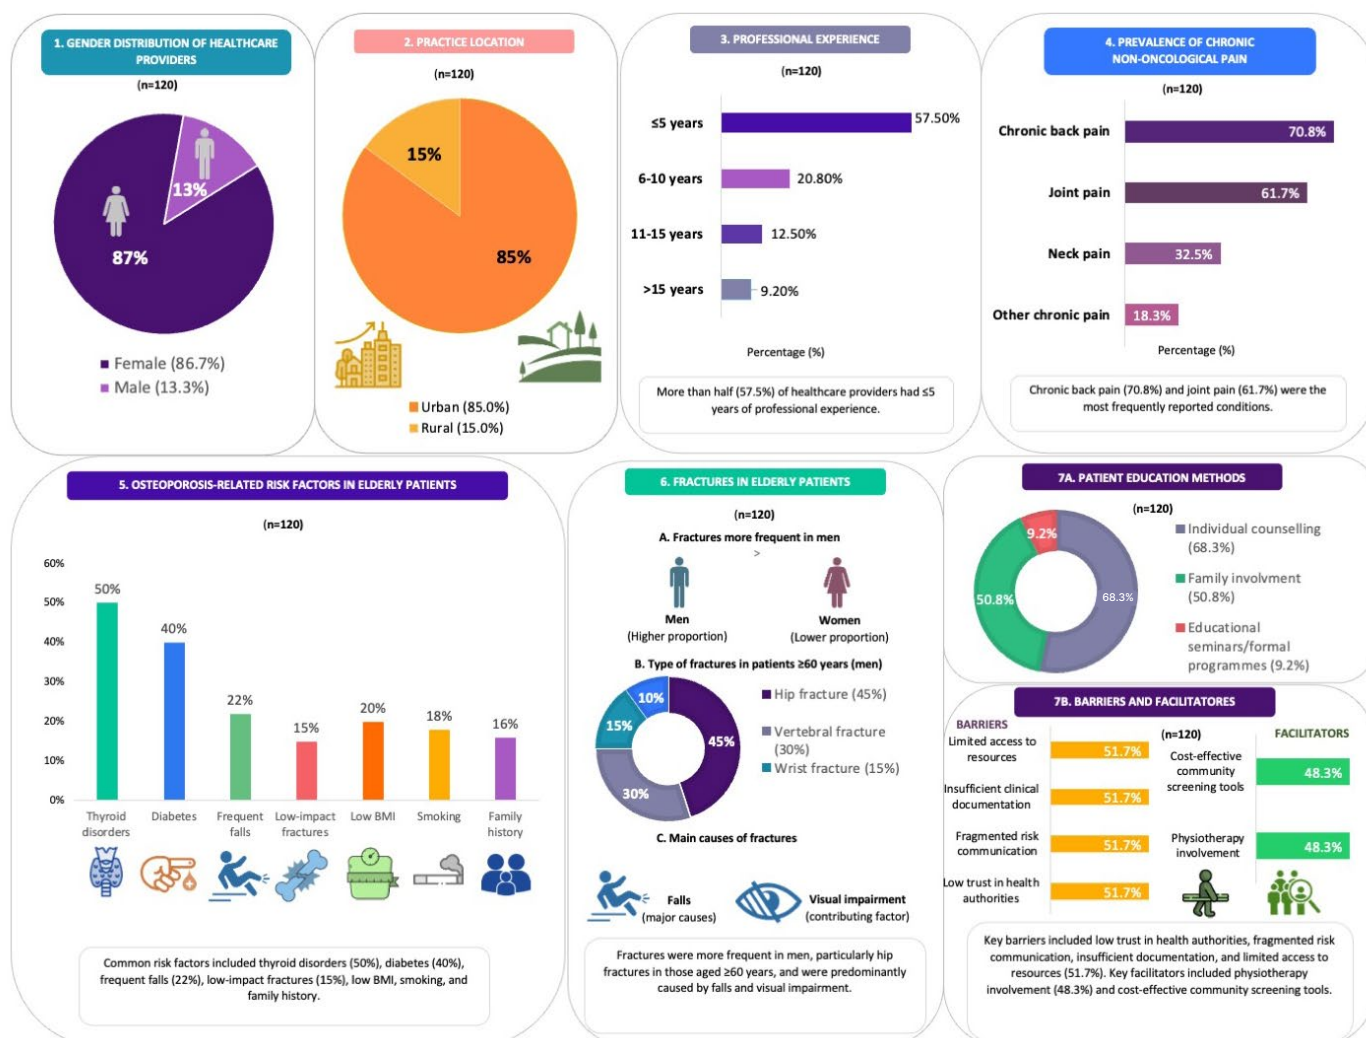 1. GENDER DISTRIBUTION OF HEALTHCARE
PROVIDERS
(n=120)
13%
87%
Female (86.7%)
Male (13.3%)
2. PRACTICE LOCATION
(n=120)
15%
85%
Urban (85.0%)
Rural (15.0%)
3. PROFESSIONAL EXPERIENCE
(n=120)
≤5 years 57.50%
6-10 years 20.80%
11-15 years 12.50%
>15 years 9.20%
Percentage (%)
More than half (57.5%) of healthcare providers had ≤5
years of professional experience.
4. PREVALENCE OF CHRONIC
NON-ONCOLOGICAL PAIN
(n=120)
Chronic back pain 70.8%
Joint pain 61.7%
Neck pain 32.5%
Other chronic pain 18.3%
Percentage (%)
Chronic back pain (70.8%) and joint pain (61.7%) were the
most frequently reported conditions.
5. OSTEOPOROSIS-RELATED RISK FACTORS IN ELDERLY PATIENTS
(n=120)
60%
50%
40%
30%
20%
10%
0%
50%
40%
22%
15%
20%
18%
16%
Thyroid
disorders
Diabetes
Frequent
falls
Low-impact
fractures
Low BMI
Smoking
Family
history
Common risk factors included thyroid disorders (50%), diabetes (40%),
frequent falls (22%), low-impact fractures (15%), low BMI, smoking, and
family history.
6. FRACTURES IN ELDERLY PATIENTS
(n=120)
A. Fractures more frequent in men
>
Men
(Higher proportion)
Women
(Lower proportion)
B. Type of fractures in patients ≥60 years (men)
10%
15%
45%
30%
Hip fracture (45%)
Vertebral fracture
(30%)
Wrist fracture (15%)
C. Main causes of fractures
Falls
(major causes)
Visual impairment
(contributing factor)
Fractures were more frequent in men, particularly hip
fractures in those aged ≥60 years, and were predominantly
caused by falls and visual impairment.
7A. PATIENT EDUCATION METHODS
(n=120)
9.2%
50.8%
68.3%
Individual counselling
(68.3%)
Family involvment
(50.8%)
Educational
seminars/formal
programmes (9.2%)
7B. BARRIERS AND FACILITATORES
(n=120)
BARRIERS
Limited access to
resources
51.7%
Insufficient clinical
documentation
51.7%
Fragmented risk
communication
51.7%
Low trust in health
authorities
51.7%
FACILITATORS
Cost-effective
community
screening tools
48.3%
Physiotherapy
involvement
48.3%
Key barriers included low trust in health authorities, fragmented risk
communication, insufficient documentation, and limited access to
resources (51.7%). Key facilitators included physiotherapy
involvement (48.3%) and cost-effective community screening tools.